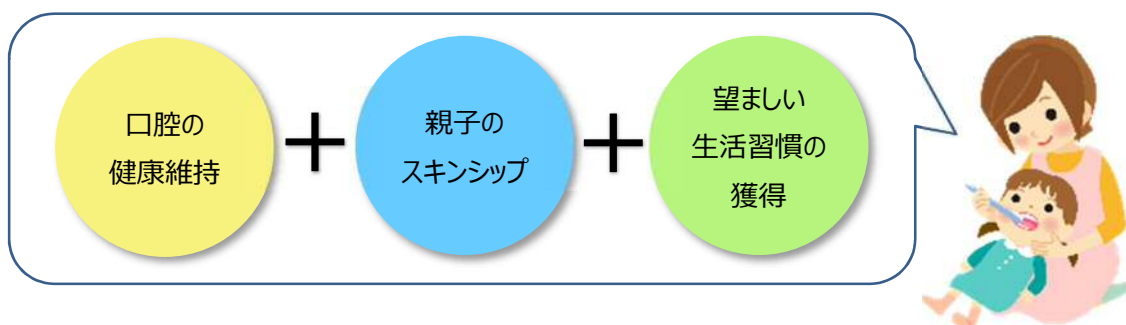 口腔の
健康維持
+
親子の
スキンシップ
+
望ましい
生活習慣の
獲得